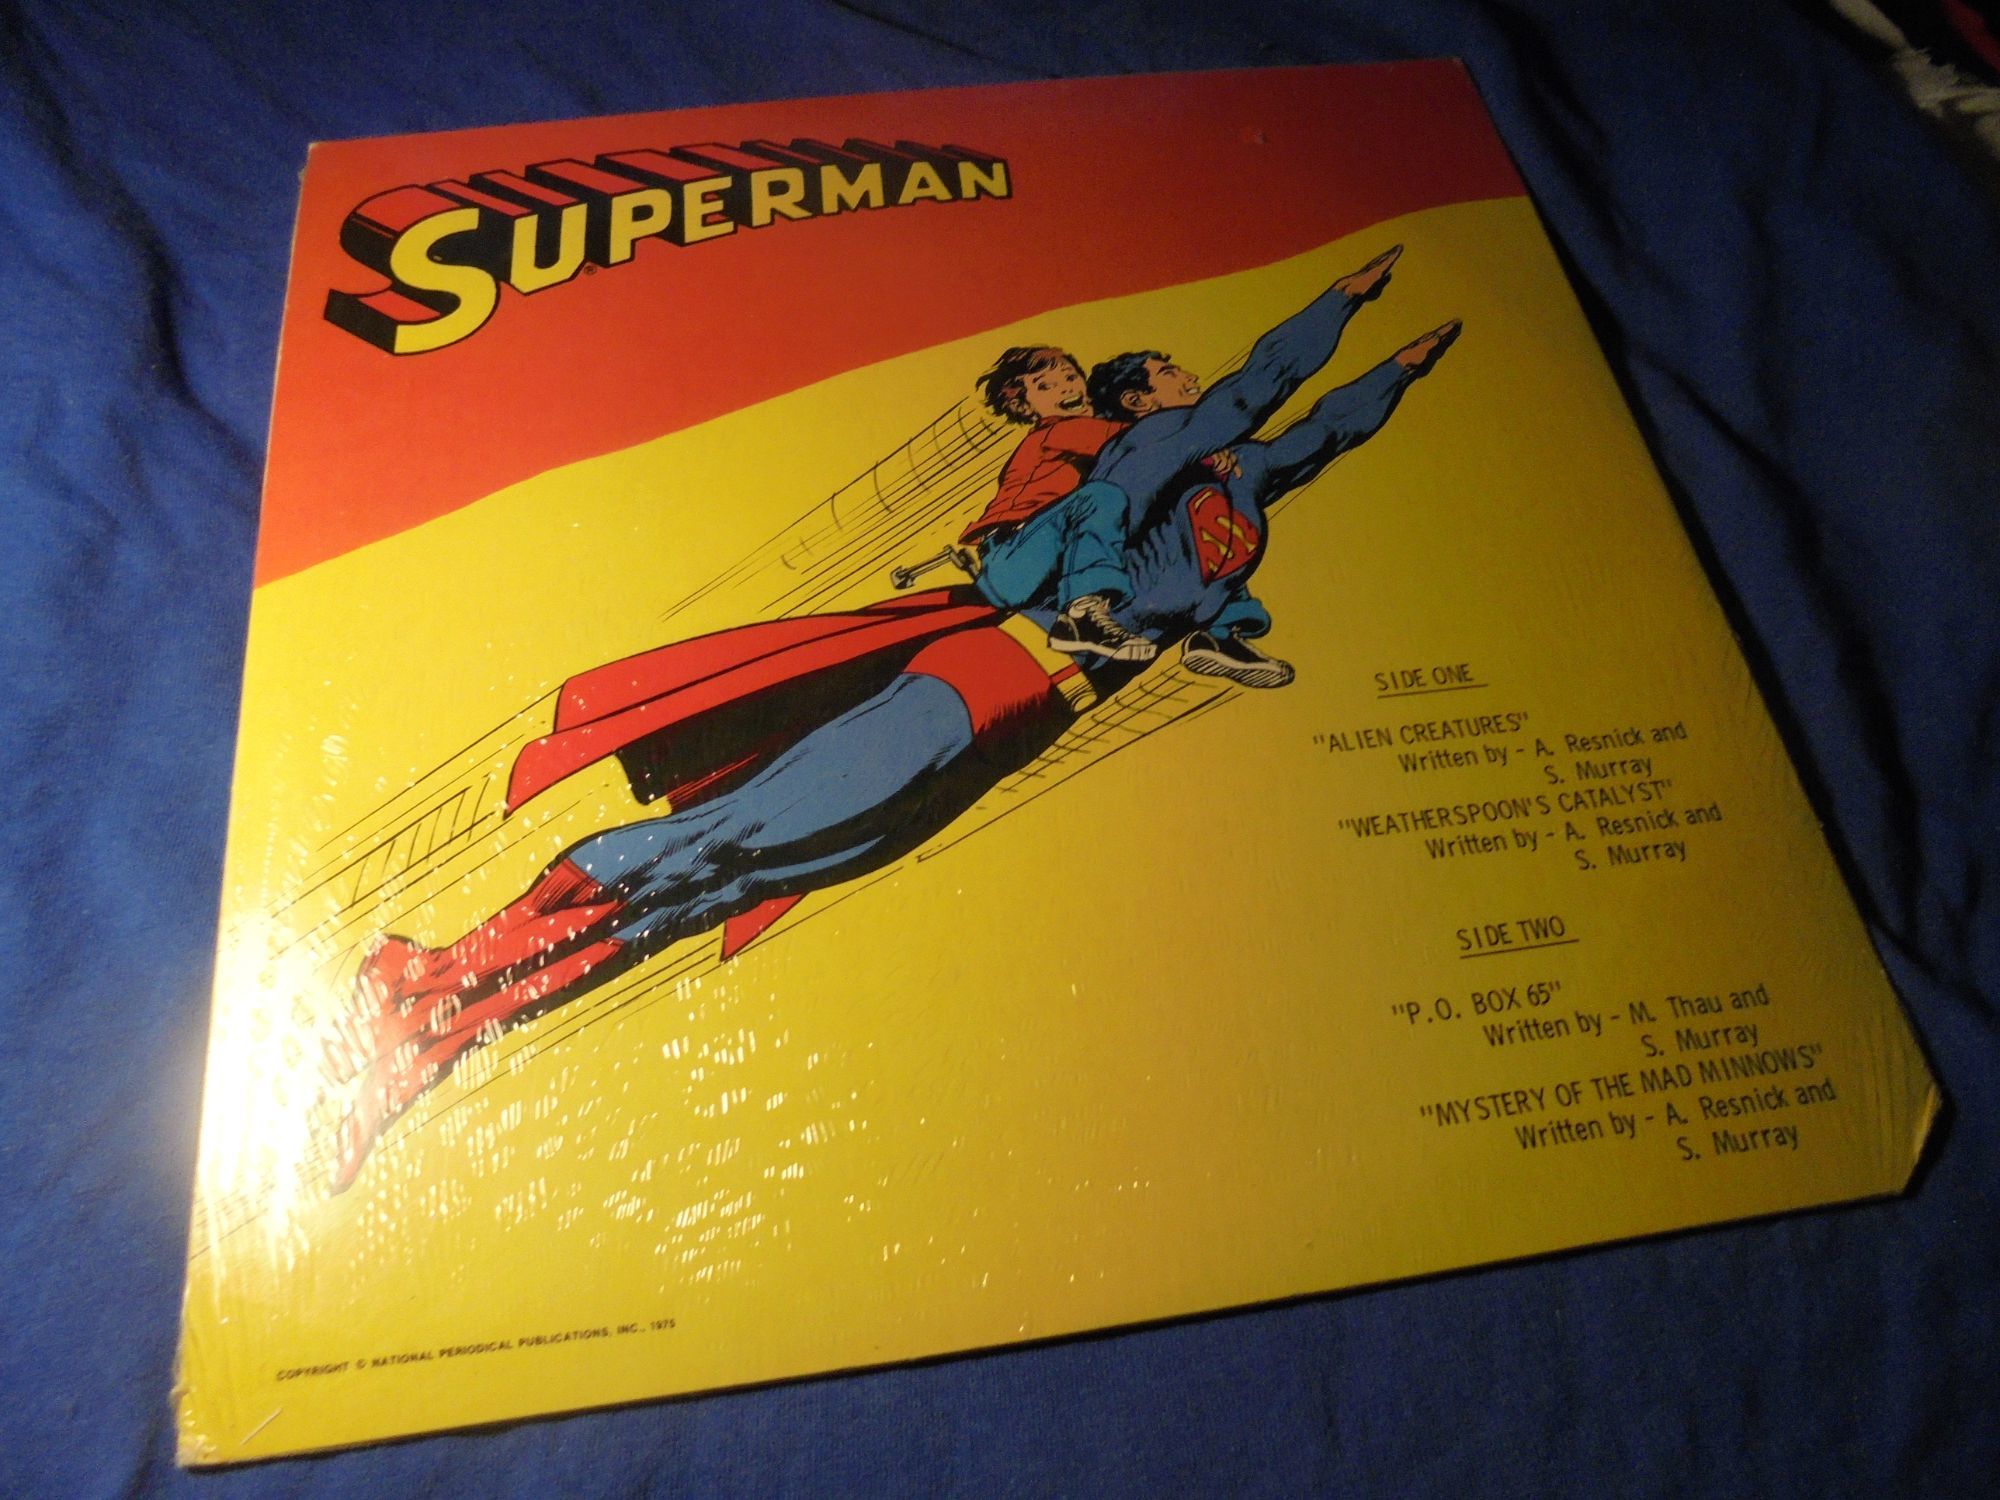 SUPERMAN®
SIDE ONE
"ALIEN CREATURES"
Written by - A. Resnick and
S. Murray
"WEATHERSPOON'S CATALYST"
Written by - A. Resnick and
S. Murray
SIDE TWO
"P.O. BOX 65"
Written by - M. Thau and
S. Murray
"MYSTERY OF THE MAD MINNOWS"
Written by - A. Resnick and
S. Murray
COPYRIGHT © NATIONAL PERIODICAL PUBLICATIONS, INC., 1975